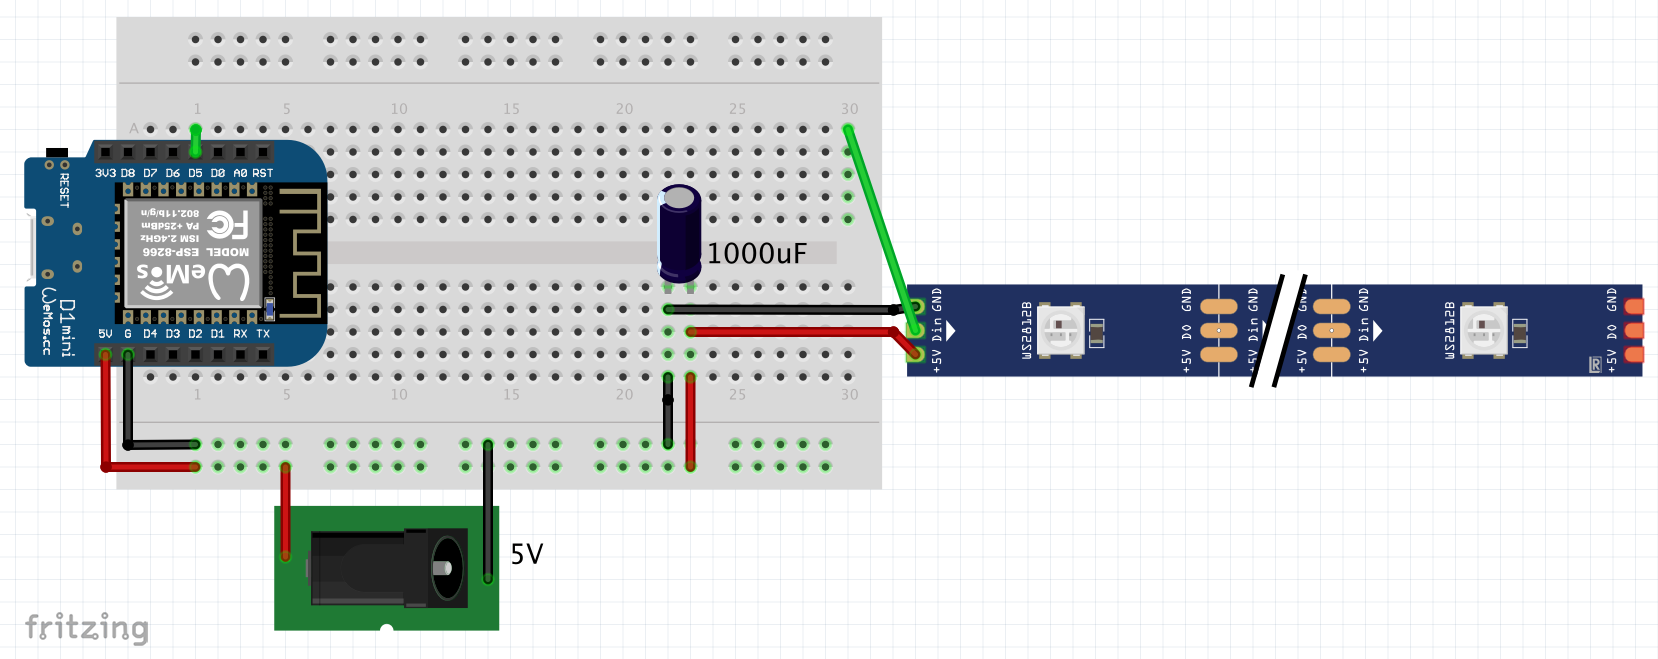 1 5 10 15 20 25 30
A
3V3 D8 D7 D6 D5 D0 A0 RST
RESET
802.11b/g/n
PA +25dBm
ISM 2.4GHz
MODEL ESP-8266
FC
WeMos
D1mini
(WeMos.cc
5V G D4 D3 D2 D1 RX TX
1000uF
1 5 10 15 20 25 30
5V
GND
Din
+5V
WS2812B
GND
DO
+5V
GND
Din
+5V
GND
+5V
GND
Din
+5V
WS2812B
R
GND
DO
+5V
fritzing